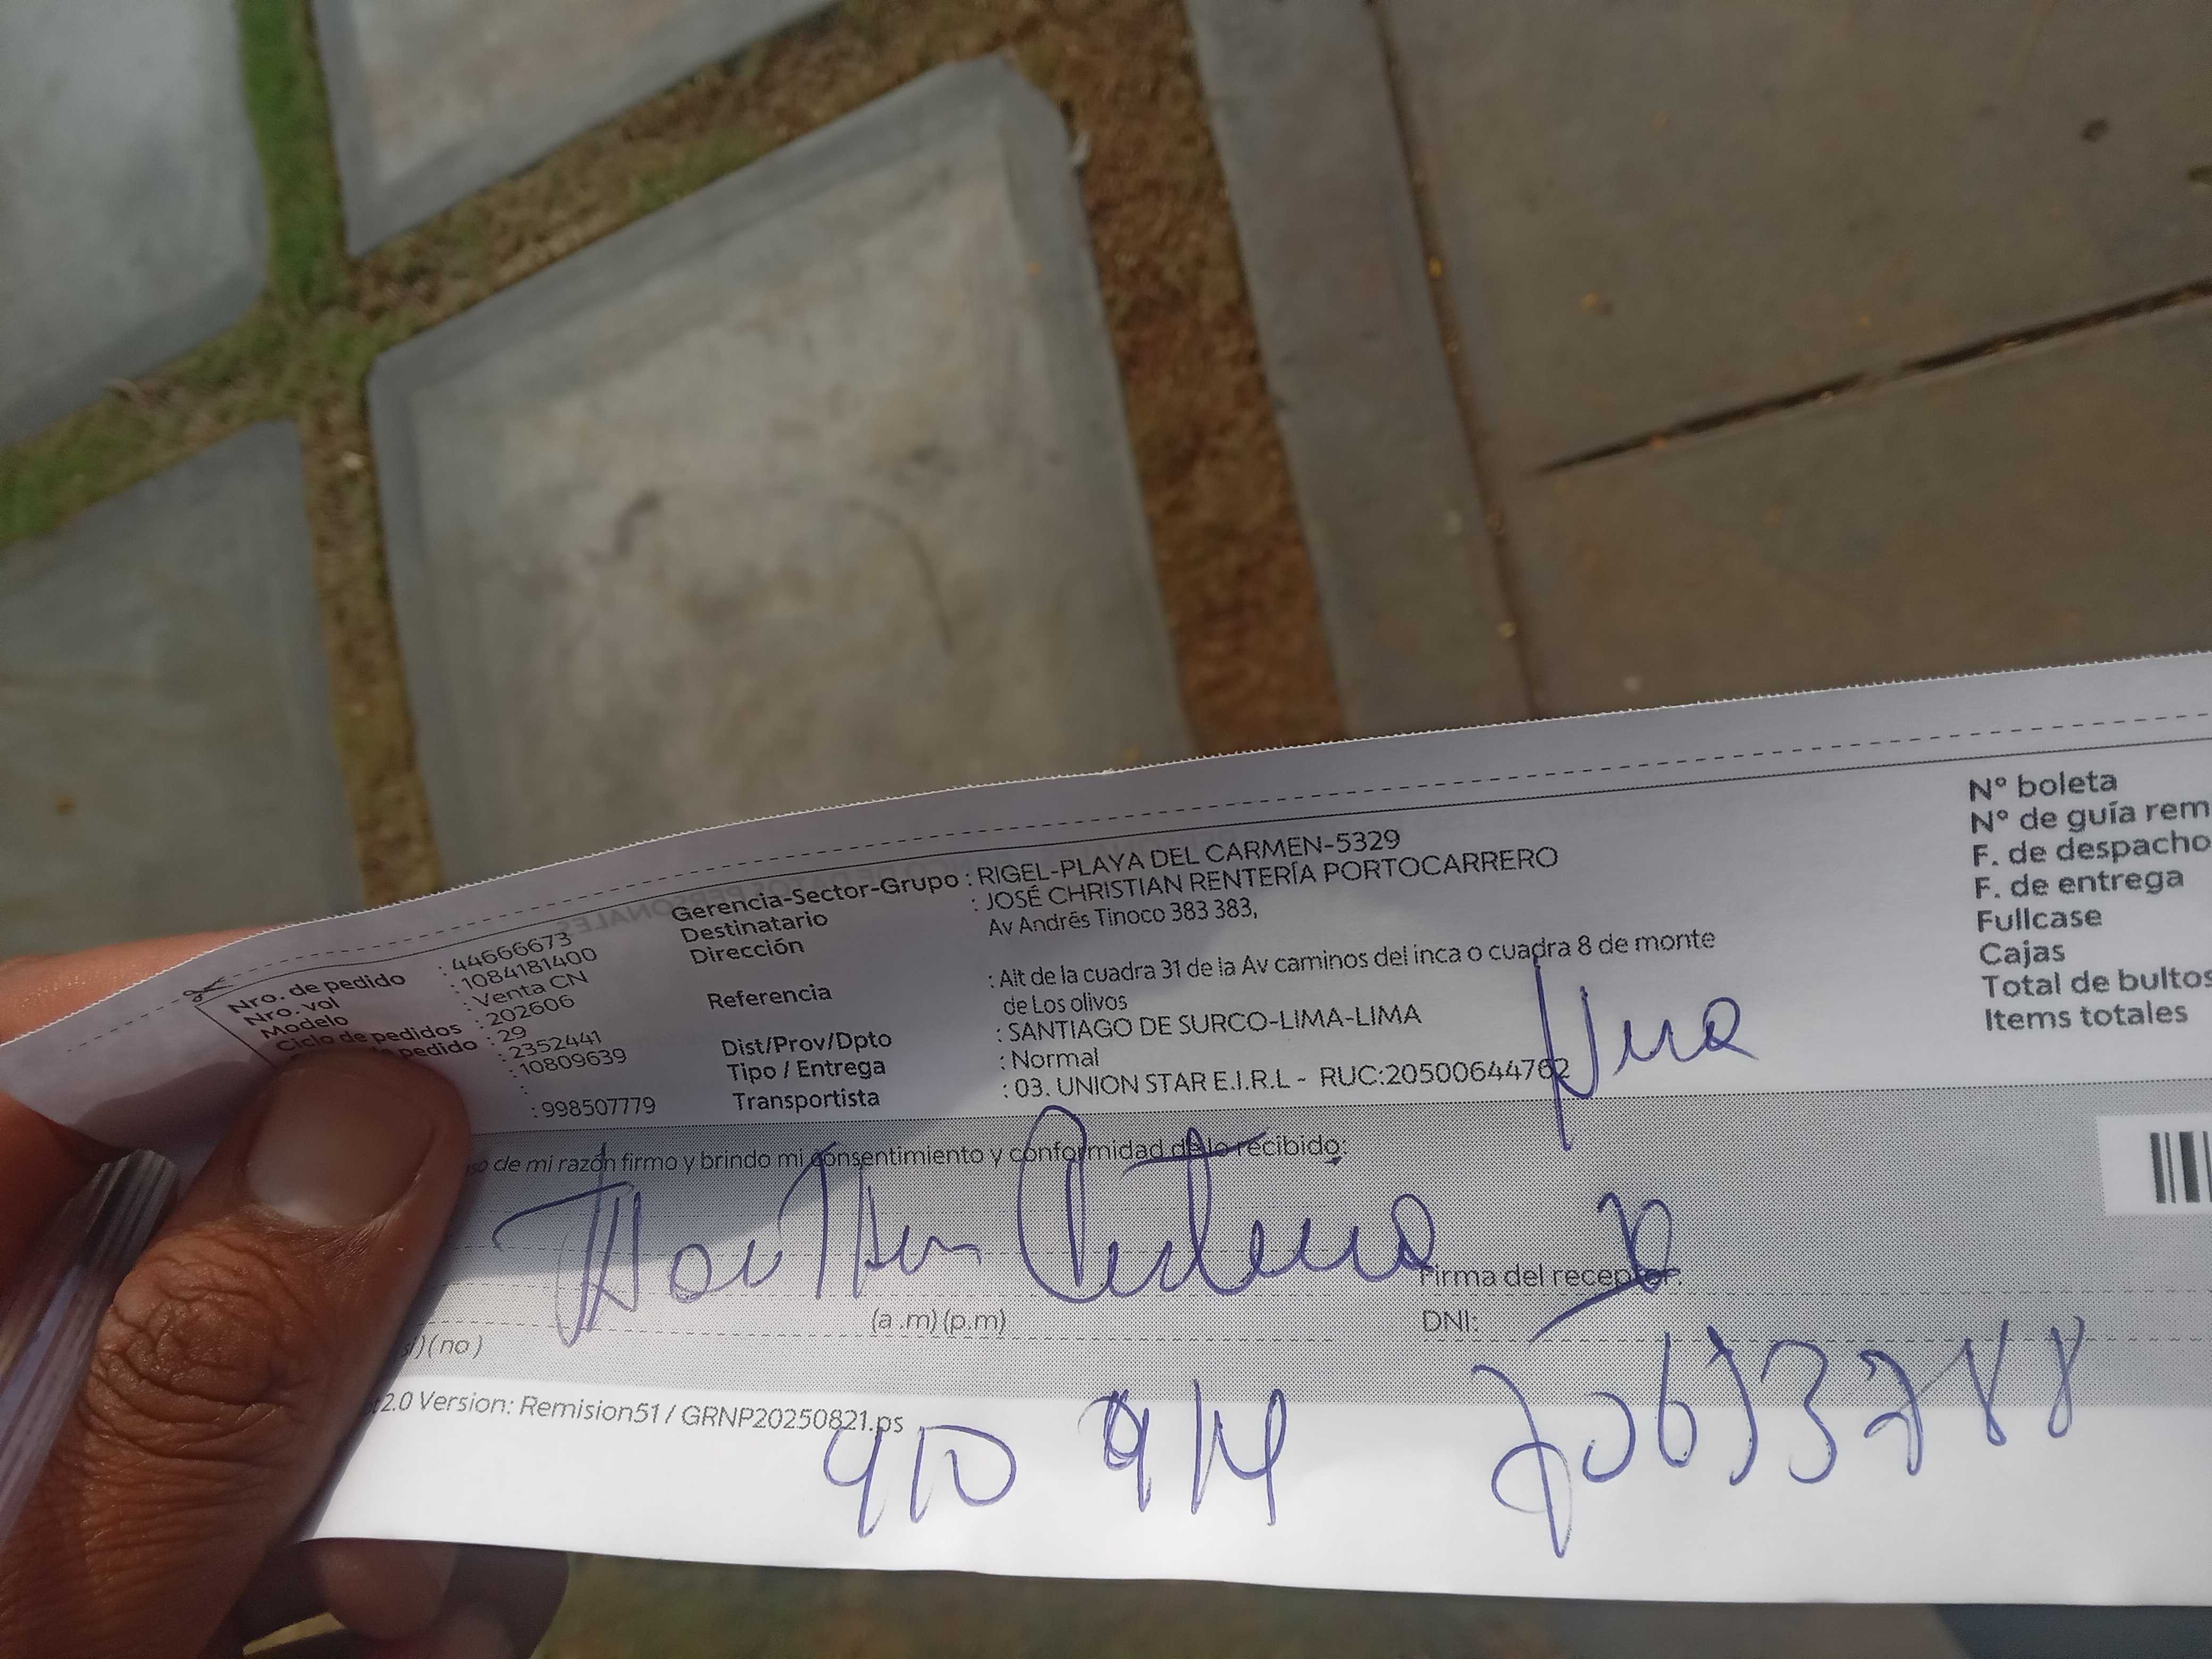 Nro. de pedido : 44666673
Nro. vol : 1084181400
Modelo : Venta CN
Ciclo de pedidos : 202606
pedido : 29
: 2352441
: 10809639
:
: 998507779
Gerencia-Sector-Grupo : RIGEL-PLAYA DEL CARMEN-5329
Destinatario : JOSÉ CHRISTIAN RENTERÍA PORTOCARRERO
Dirección Av Andrés Tinoco 383 383,
Referencia : Alt de la cuadra 31 de la Av caminos del inca o cuadra 8 de monte
de Los olivos
Dist/Prov/Dpto : SANTIAGO DE SURCO-LIMA-LIMA
Tipo / Entrega : Normal
Transportista : 03. UNION STAR E.I.R.L - RUC:20500644762
N° boleta
N° de guía rem
F. de despacho
F. de entrega
Fullcase
Cajas
Total de bultos
Items totales
so de mi razón firmo y brindo mi consentimiento y conformidad de lo recibido:
Firma del receptor:
(a .m) (p.m)
DNI:
si) ( no )
2.0 Version: Remision51 / GRNP20250821.ps